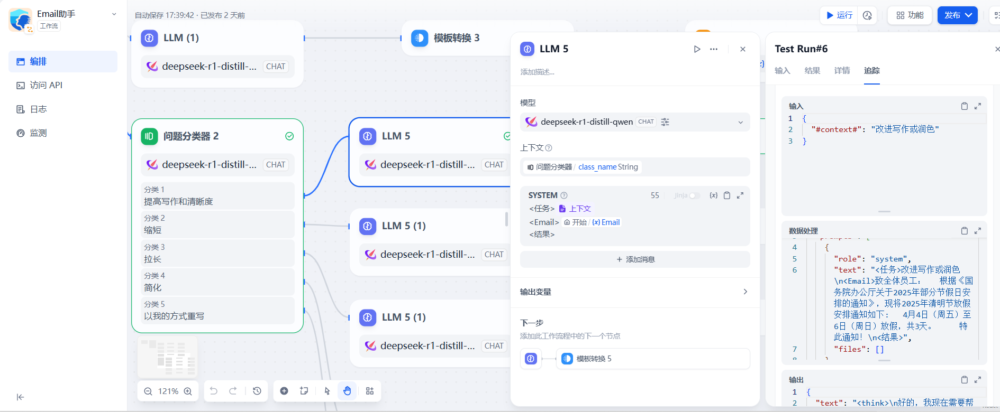 Email助手
工作流
编排
访问 API
日志
监测
自动保存 17:39:42 · 已发布 2 天前
运行
功能
发布
LLM (1)
deepseek-r1-distill-... CHAT
模板转换 3
问题分类器 2
deepseek-r1-distill-... CHAT
分类 1
提高写作和清晰度
分类 2
缩短
分类 3
拉长
分类 4
简化
分类 5
以我的方式重写
LLM 5
deepseek-r1-distill-... CHAT
LLM 5 (1)
deepseek-r1-distill-... CHAT
LLM 5 (1)
deepseek-r1-distill-... CHAT
121%
LLM 5
添加描述...
模型
deepseek-r1-distill-qwen CHAT
上下文
问题分类器 / class_name String
SYSTEM 55 Jinja {x}
<任务> 上下文
<Email> 开始 / {x} Email
<结果>
+ 添加消息
输出变量
下一步
添加此工作流程中的下一个节点
模板转换 5
Test Run#6
输入 结果 详情 追踪
输入
1 {
2 "#context#": "改进写作或润色"
3 }
数据处理
4 {
5 "role": "system",
6 "text": "<任务>改进写作或润色
\n<Email>致全体员工： 根据《国
务院办公厅关于2025年部分节假日安
排的通知》，现将2025年清明节放假
安排通知如下： 4月4日（周五）至
6日（周日）放假，共3天。 特
此通知！\n<结果>",
7 "files": []
输出
1 {
2 "text": "<think>\n好的，我现在需要帮